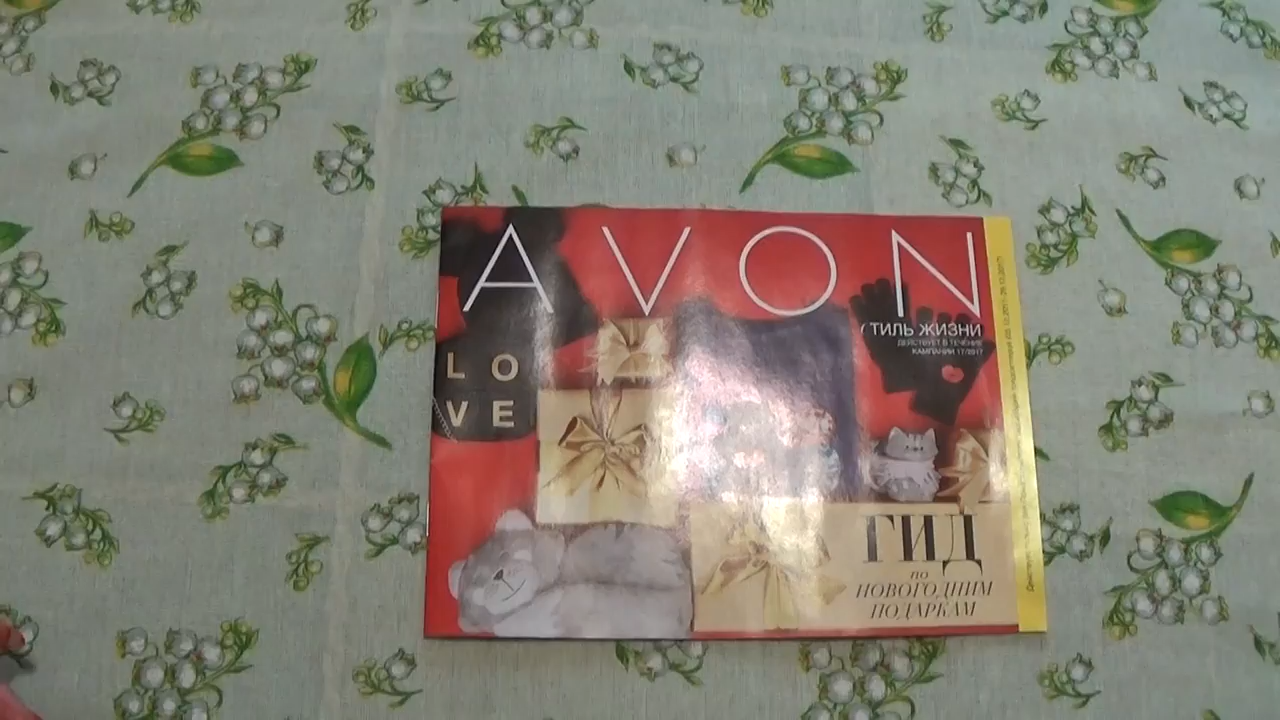 AVON
СТИЛЬ ЖИЗНИ
ДЕЙСТВУЕТ В ТЕЧЕНИЕ
КАМПАНИИ 17/2017
LO
VE
ГИД
ПО
НОВОГОДНИМ
ПОДАРКАМ